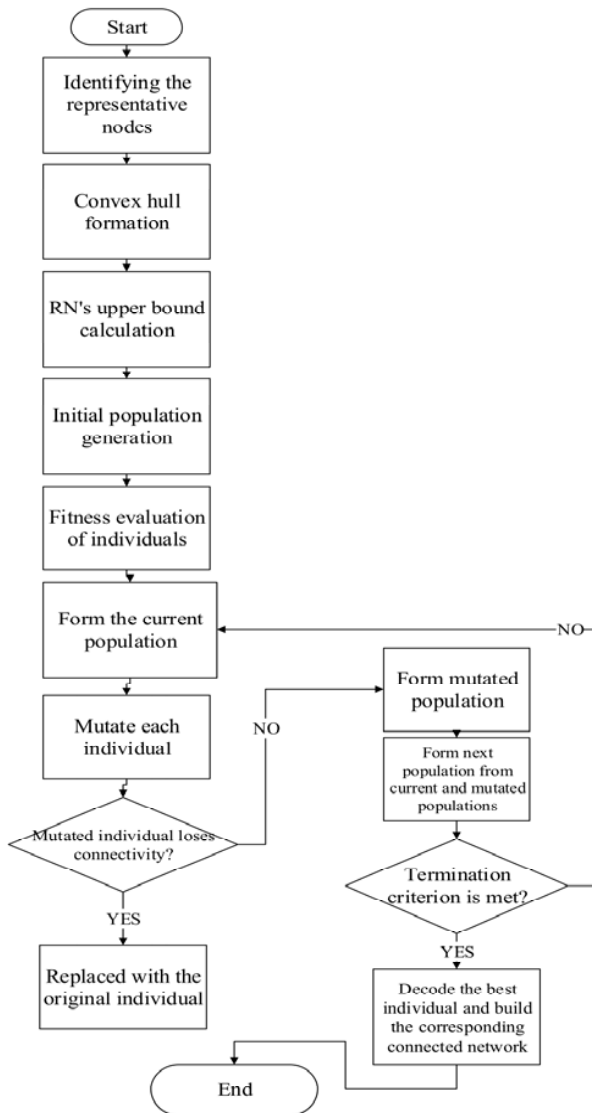 Start
Identifying the
representative
nodes
Convex hull
formation
RN's upper bound
calculation
Initial population
generation
Fitness evaluation
of individuals
Form the current
population
Mutate each
individual
Mutated individual loses
connectivity?
YES
Replaced with the
original individual
NO
Form mutated
population
Form next
population from
current and mutated
populations
Termination
criterion is met?
NO
YES
Decode the best
individual and build
the corresponding
connected network
End